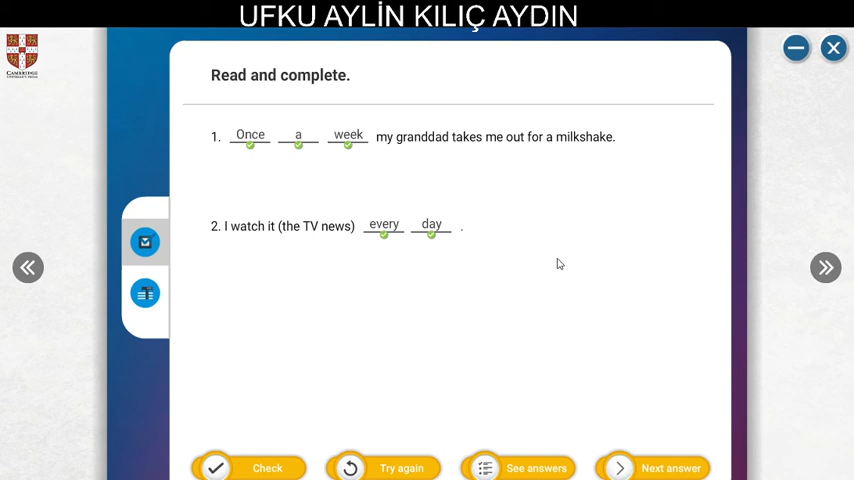 UFKU AYLİN KILIÇ AYDIN
CAMBRIDGE
Read and complete.
1. Once a week my granddad takes me out for a milkshake.
2. I watch it (the TV news) every day .
Check
Try again
See answers
Next answer